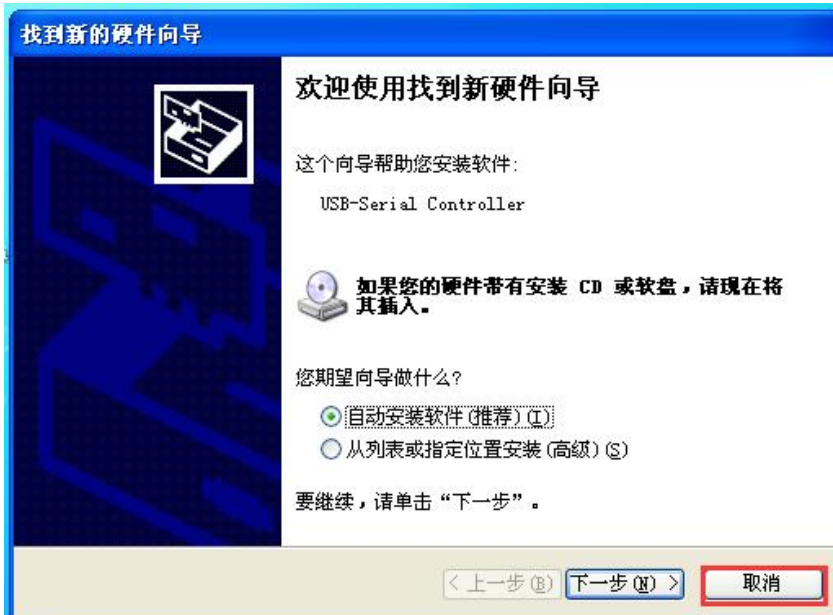 找到新的硬件向导
欢迎使用找到新硬件向导
这个向导帮助您安装软件:
USB-Serial Controller
如果您的硬件带有安装 CD 或软盘，请现在将
其插入。
您期望向导做什么?
自动安装软件(推荐)(I)
从列表或指定位置安装(高级)(S)
要继续，请单击“下一步”。
< 上一步(B) 下一步(N) > 取消